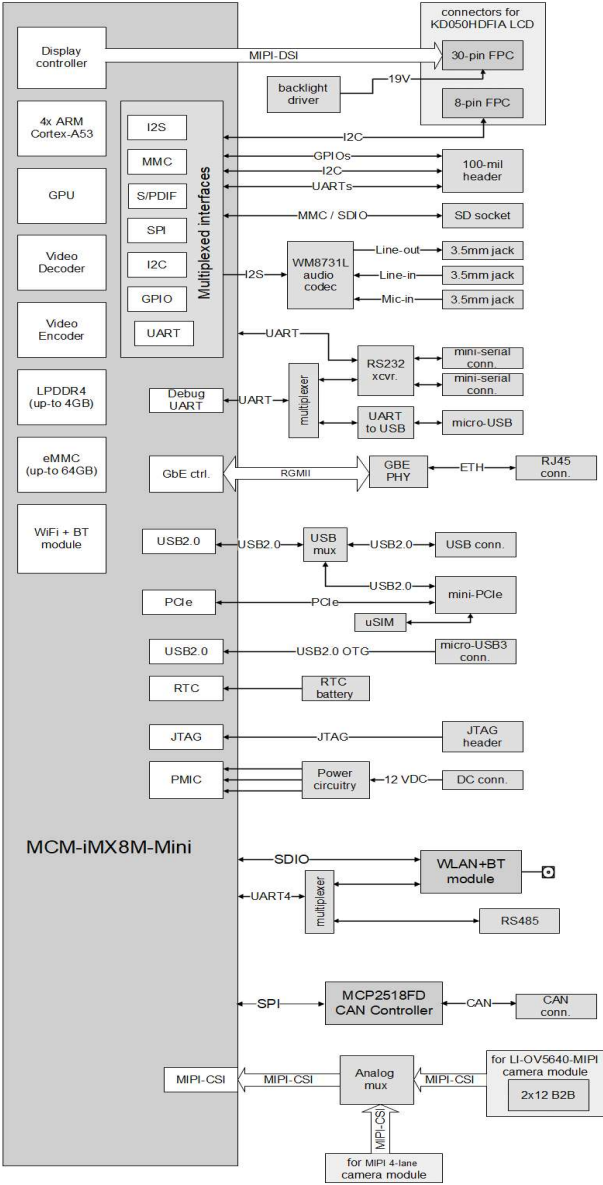 connectors for
KD050HDFIA LCD
Display
controller
MIPI-DSI
30-pin FPC
19V
backlight
driver
8-pin FPC
4x ARM
Cortex-A53
I2S
I2C
MMC
GPIOs
I2C
100-mil
header
GPU
S/PDIF
UARTs
Multiplexed interfaces
SPI
MMC / SDIO
SD socket
Video
Decoder
I2C
I2S
WM8731L
audio
codec
Line-out
3.5mm jack
Line-in
3.5mm jack
GPIO
Mic-in
3.5mm jack
Video
Encoder
UART
UART
RS232
xcvr.
mini-serial
conn.
mini-serial
conn.
LPDDR4
(up-to 4GB)
Debug
UART
UART
multiplexer
UART
to USB
micro-USB
eMMC
(up-to 64GB)
GbE ctrl.
RGMII
GBE
PHY
ETH
RJ45
conn.
WiFi + BT
module
USB2.0
USB2.0
USB
mux
USB2.0
USB conn.
USB2.0
mini-PCIe
PCIe
PCIe
uSIM
USB2.0
USB2.0 OTG
micro-USB3
conn.
RTC
RTC
battery
JTAG
JTAG
JTAG
header
PMIC
Power
circuitry
12 VDC
DC conn.
MCM-iMX8M-Mini
SDIO
WLAN+BT
module
UART4
multiplexer
RS485
SPI
MCP2518FD
CAN Controller
CAN
CAN
conn.
MIPI-CSI
MIPI-CSI
Analog
mux
MIPI-CSI
for LI-OV5640-MIPI
camera module
2x12 B2B
MIPI-CSI
for MIPI 4-lane
camera module